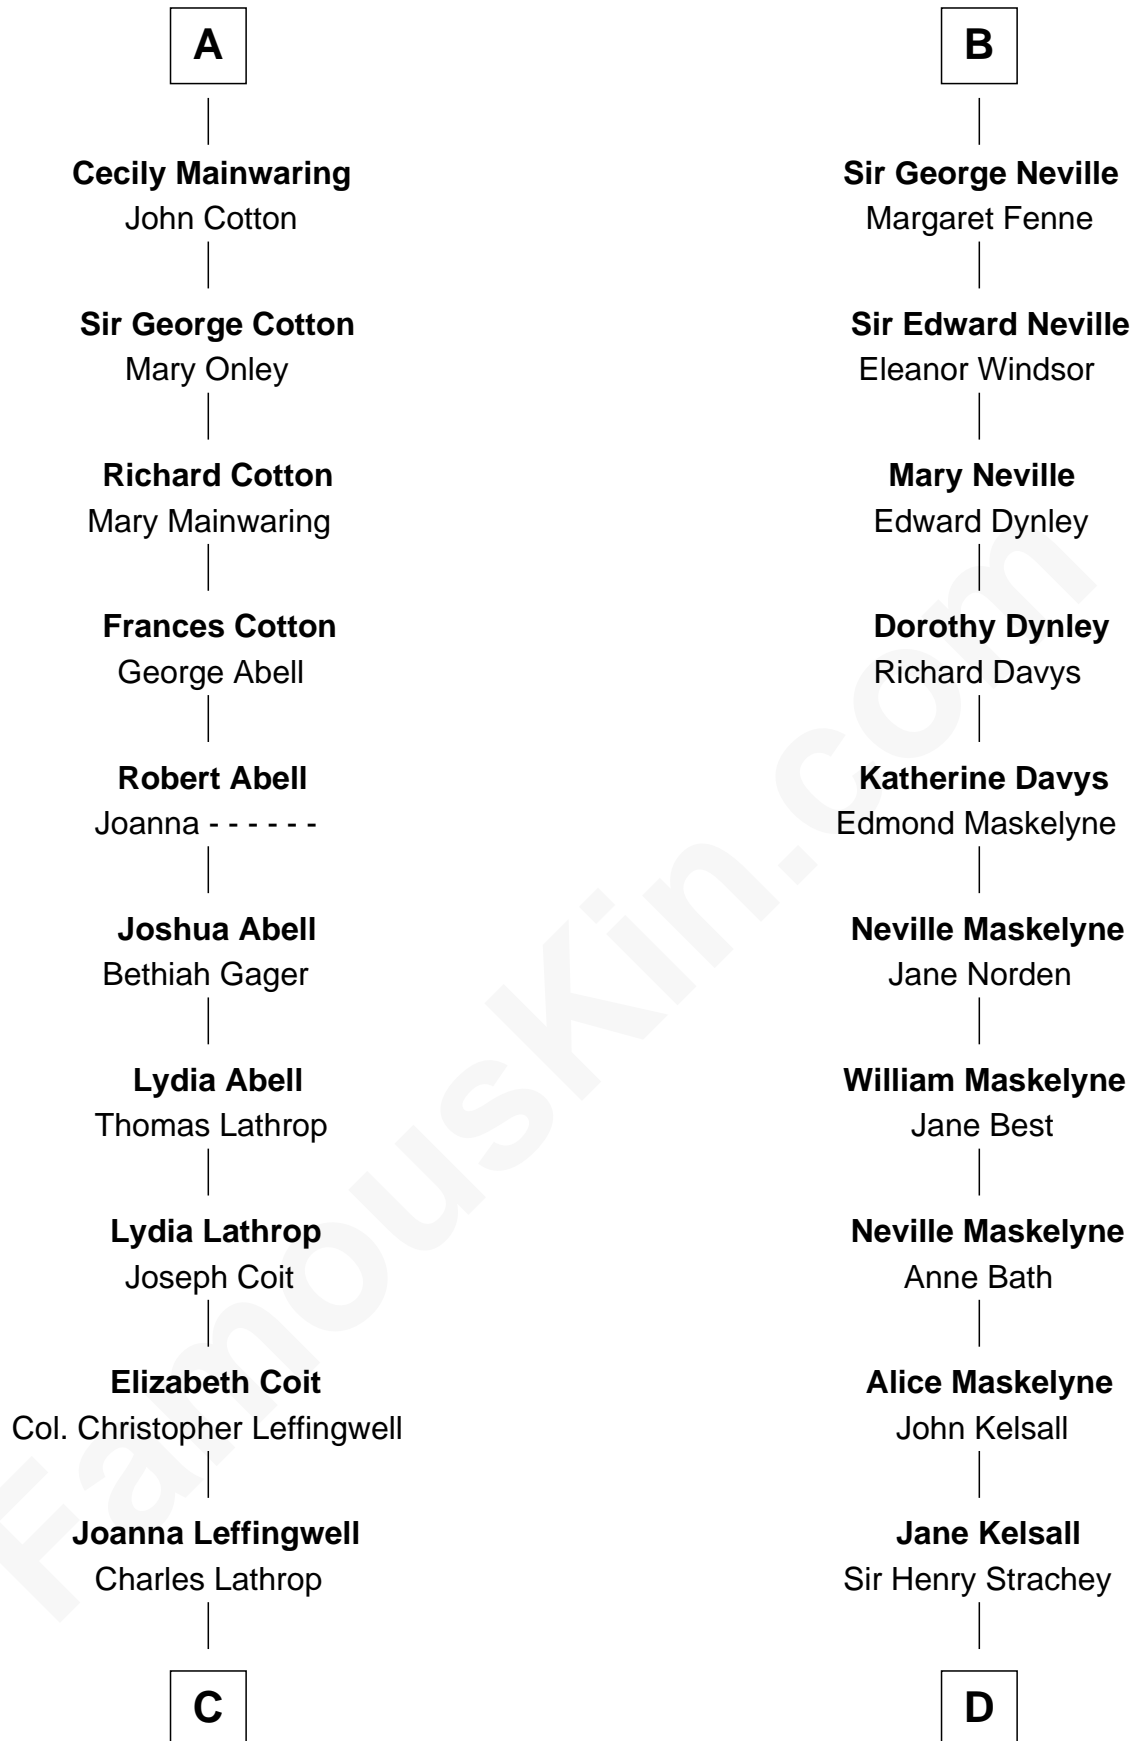 A
Cecily Mainwaring
John Cotton
Sir George Cotton
Mary Onley
Richard Cotton
Mary Mainwaring
Frances Cotton
George Abell
Robert Abell
Joanna - - - - - -
Joshua Abell
Bethiah Gager
Lydia Abell
Thomas Lathrop
Lydia Lathrop
Joseph Coit
Elizabeth Coit
Col. Christopher Leffingwell
Joanna Leffingwell
Charles Lathrop
C
B
Sir George Neville
Margaret Fenne
Sir Edward Neville
Eleanor Windsor
Mary Neville
Edward Dynley
Dorothy Dynley
Richard Davys
Katherine Davys
Edmond Maskelyne
Neville Maskelyne
Jane Norden
William Maskelyne
Jane Best
Neville Maskelyne
Anne Bath
Alice Maskelyne
John Kelsall
Jane Kelsall
Sir Henry Strachey
D
FamousKin.com